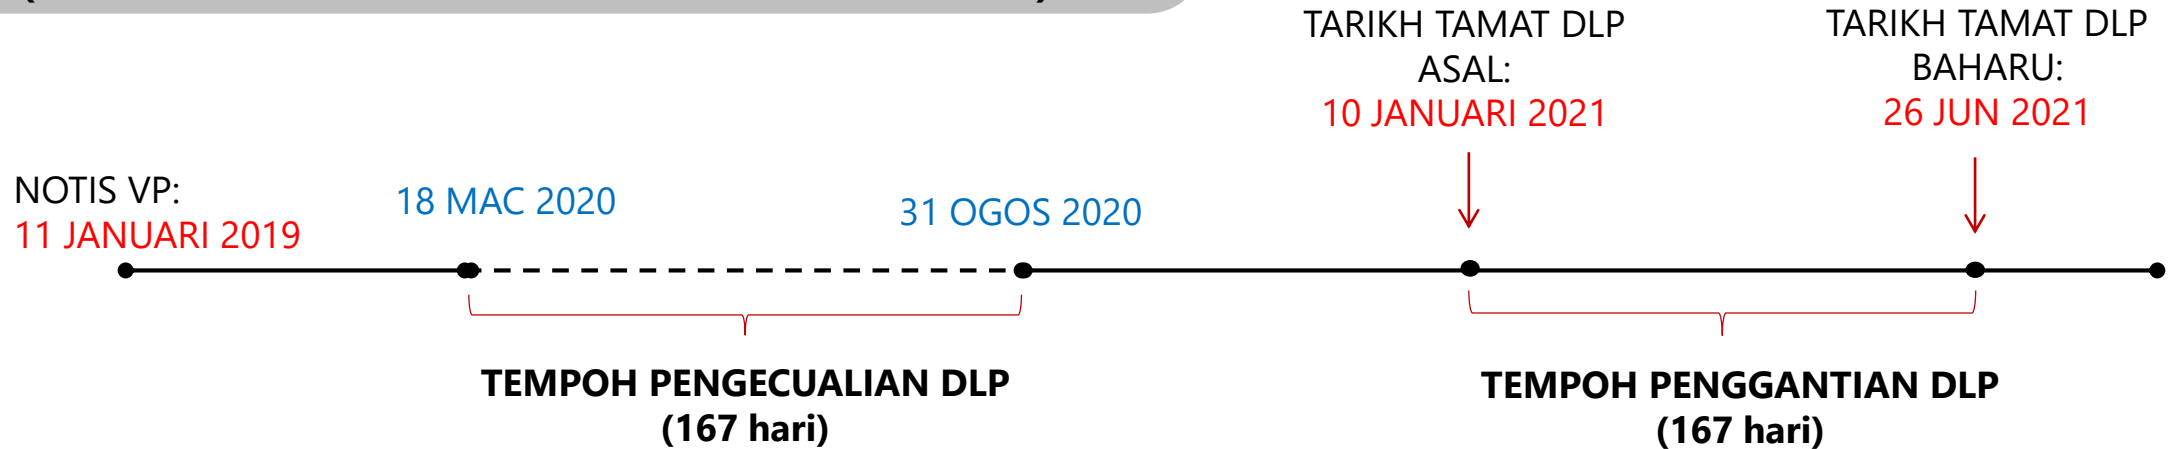 TARIKH TAMAT DLP
ASAL:
10 JANUARI 2021
TARIKH TAMAT DLP
BAHARU:
26 JUN 2021
NOTIS VP:
11 JANUARI 2019
18 MAC 2020
31 OGOS 2020
TEMPOH PENGECUALIAN DLP
(167 hari)
TEMPOH PENGGANTIAN DLP
(167 hari)